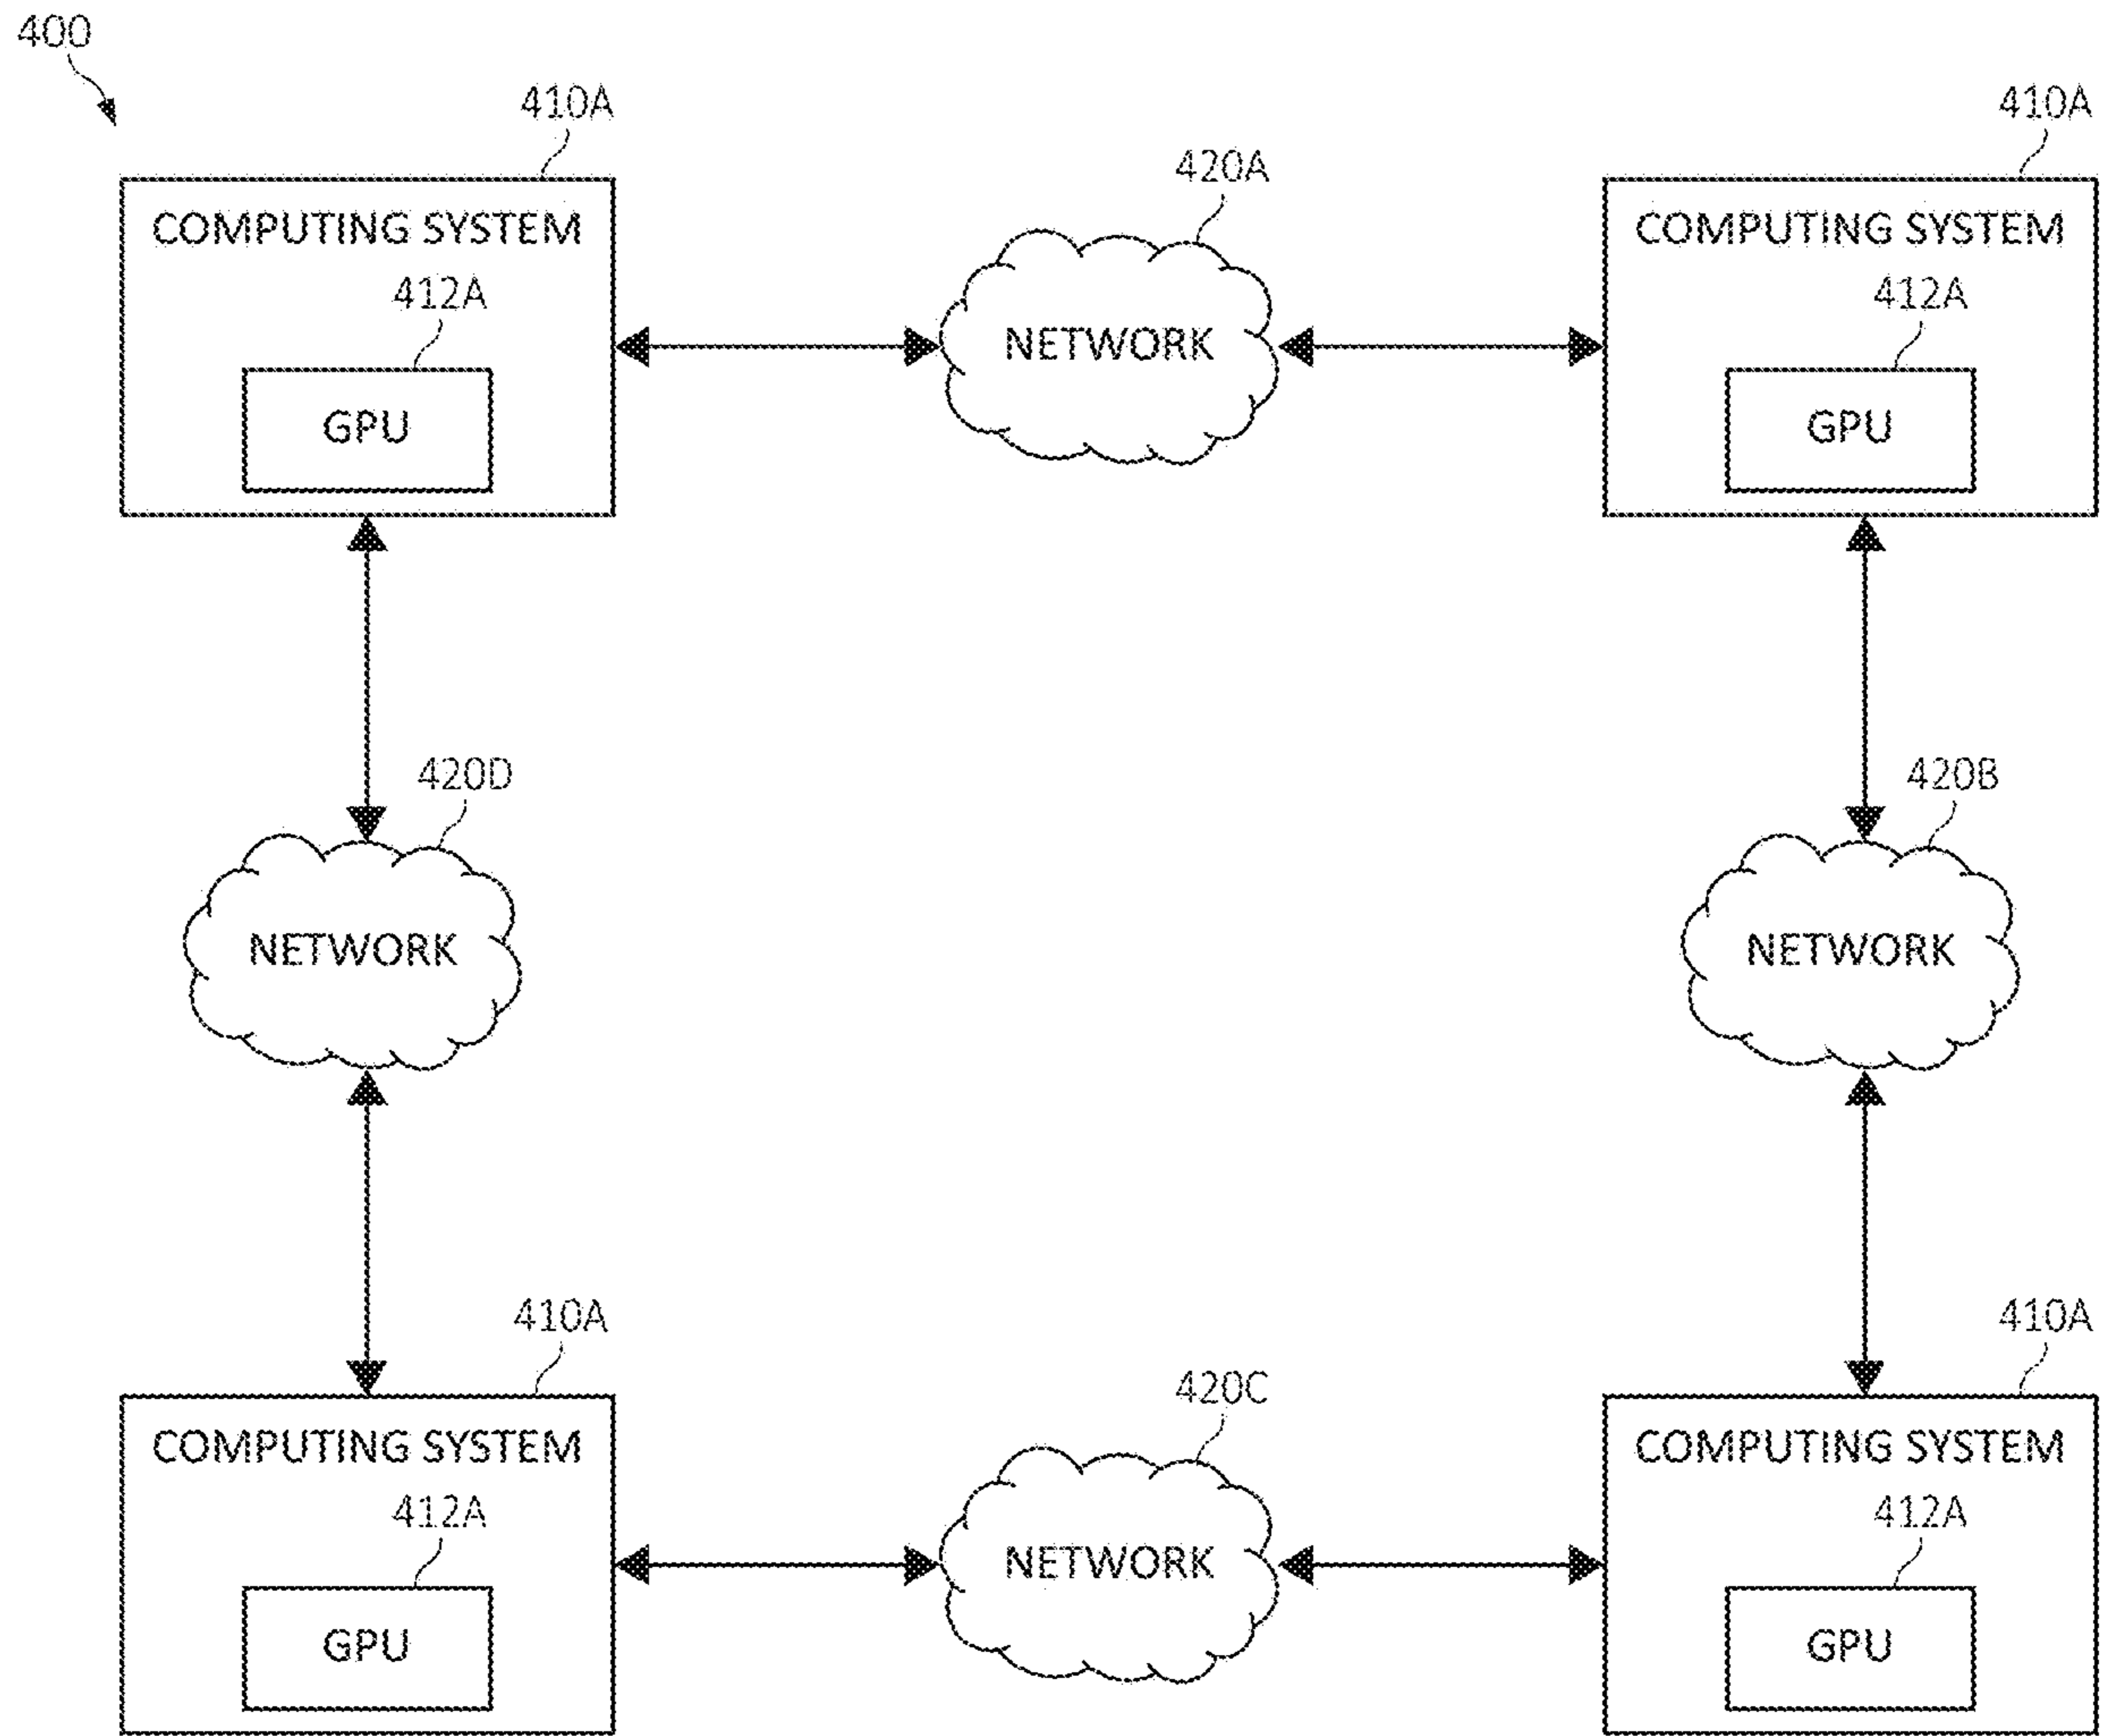 400
410A
410A
420A
COMPUTING SYSTEM
COMPUTING SYSTEM
412A
412A
NETWORK
GPU
GPU
420D
420B
NETWORK
NETWORK
410A
410A
420C
COMPUTING SYSTEM
COMPUTING SYSTEM
412A
412A
NETWORK
GPU
GPU